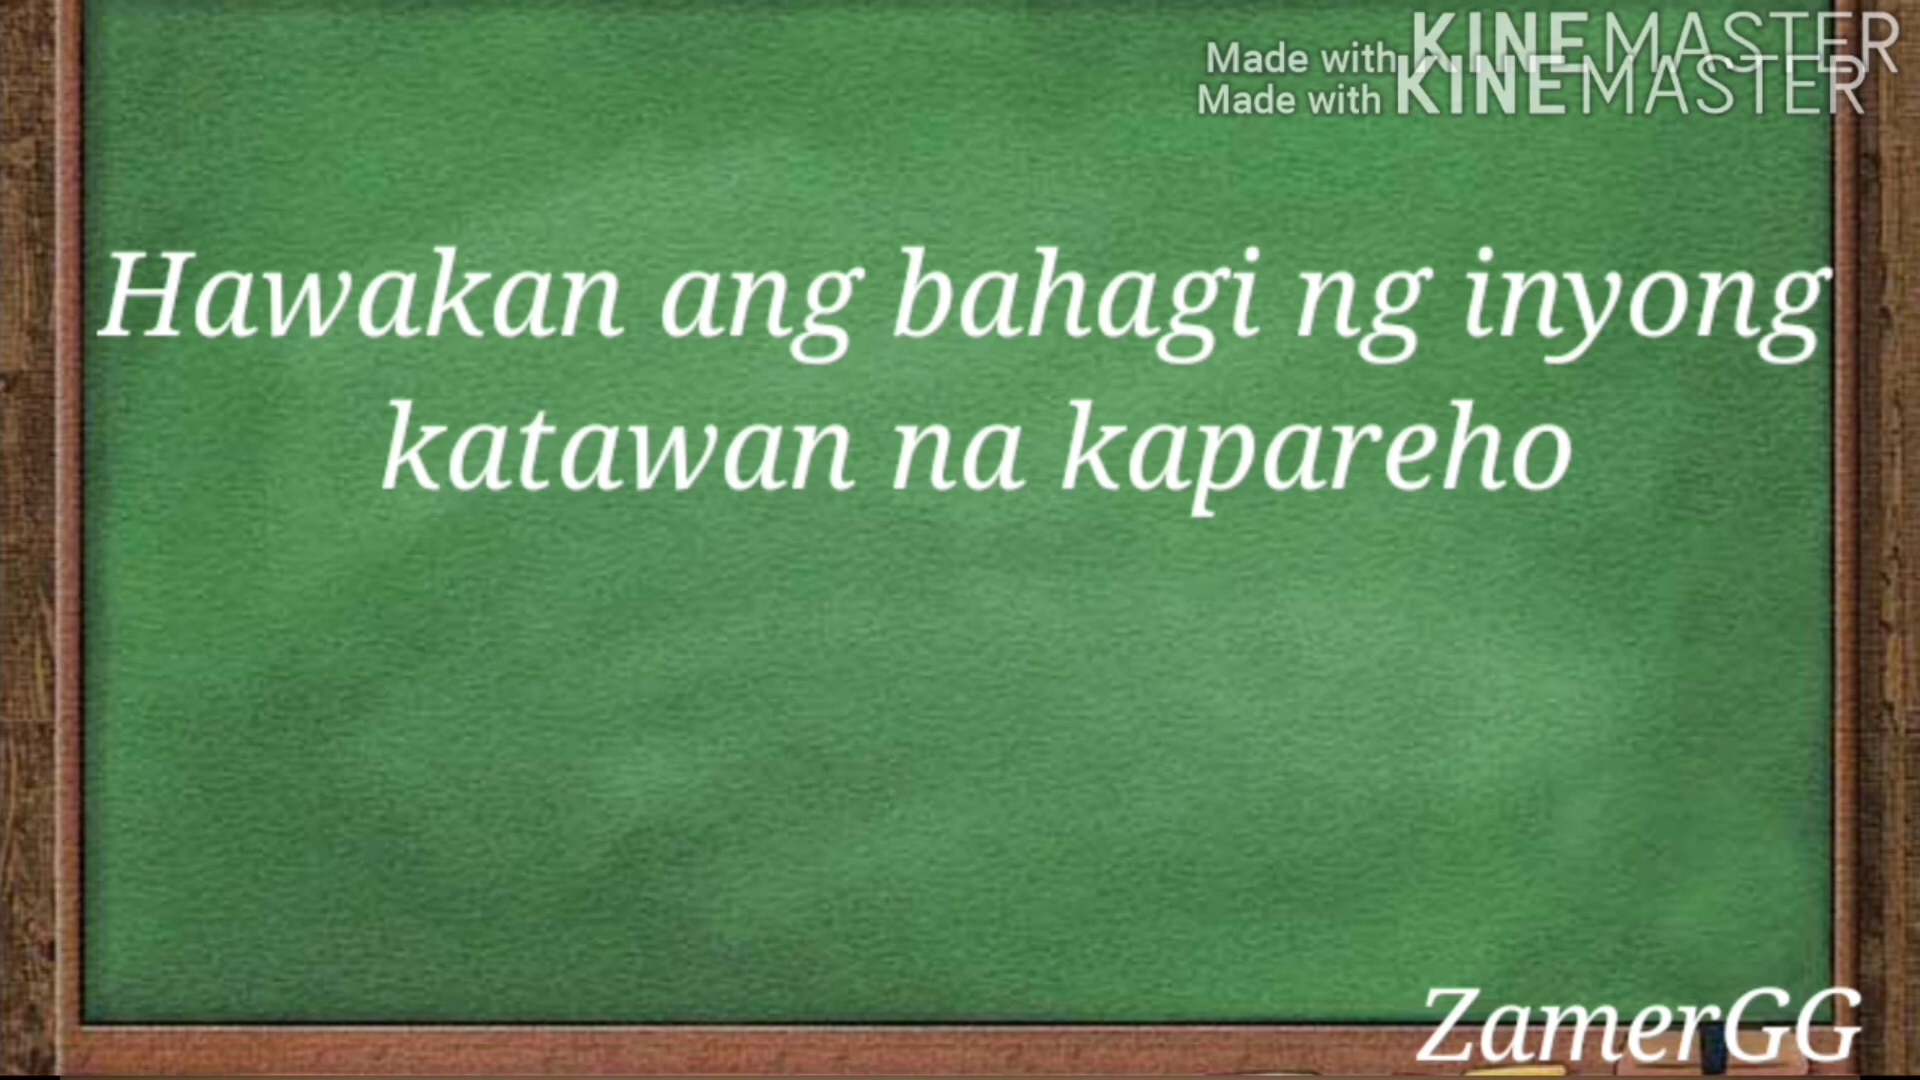 Made with KINEMASTER
Made with KINEMASTER
Hawakan ang bahagi ng inyong
katawan na kapareho
ZamerGG